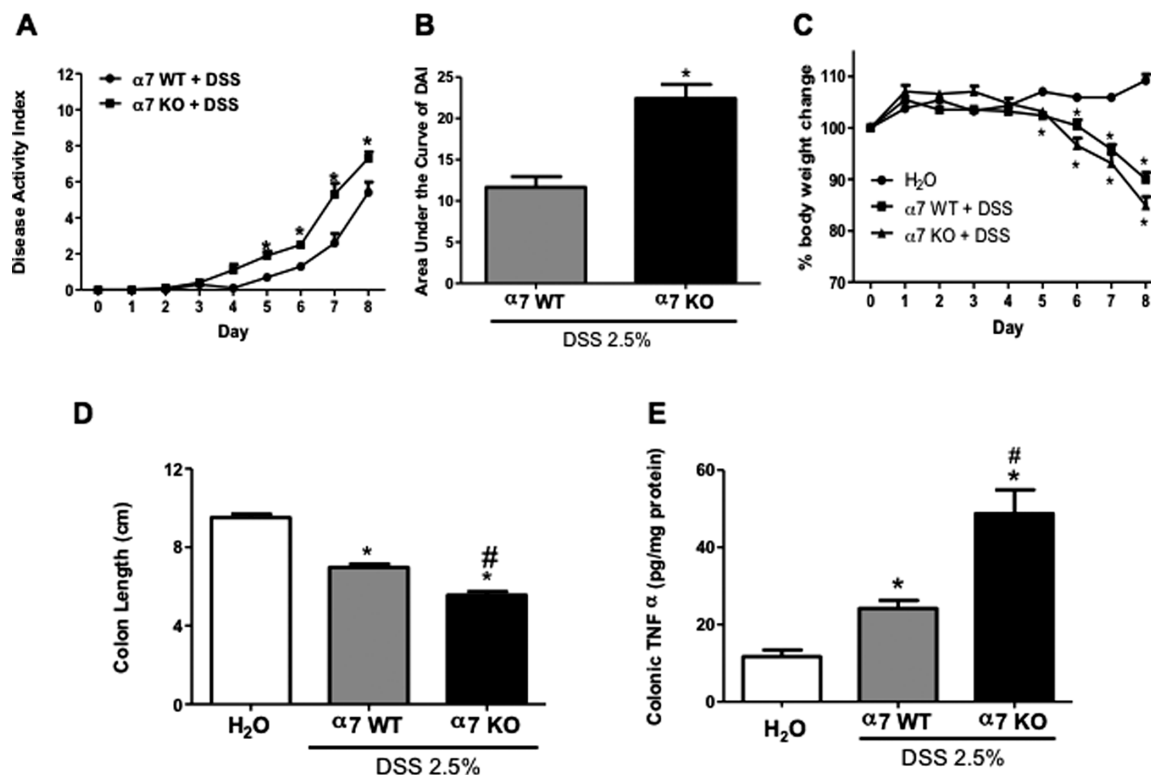 A
Disease Activity Index
12
10
8
6
4
2
0
α7 WT + DSS
α7 KO + DSS
*
*
*
*
0 1 2 3 4 5 6 7 8
Day
B
Area Under the Curve of DAI
25
20
15
10
5
0
*
α7 WT α7 KO
DSS 2.5%
C
% body weight change
110
100
90
80
70
H₂O
α7 WT + DSS
α7 KO + DSS
* * *
* * * *
0 1 2 3 4 5 6 7 8
Day
D
Colon Length (cm)
12
8
4
0
*
#
*
H₂O α7 WT α7 KO
DSS 2.5%
E
Colonic TNF α (pg/mg protein)
60
40
20
0
*
#
*
H₂O α7 WT α7 KO
DSS 2.5%